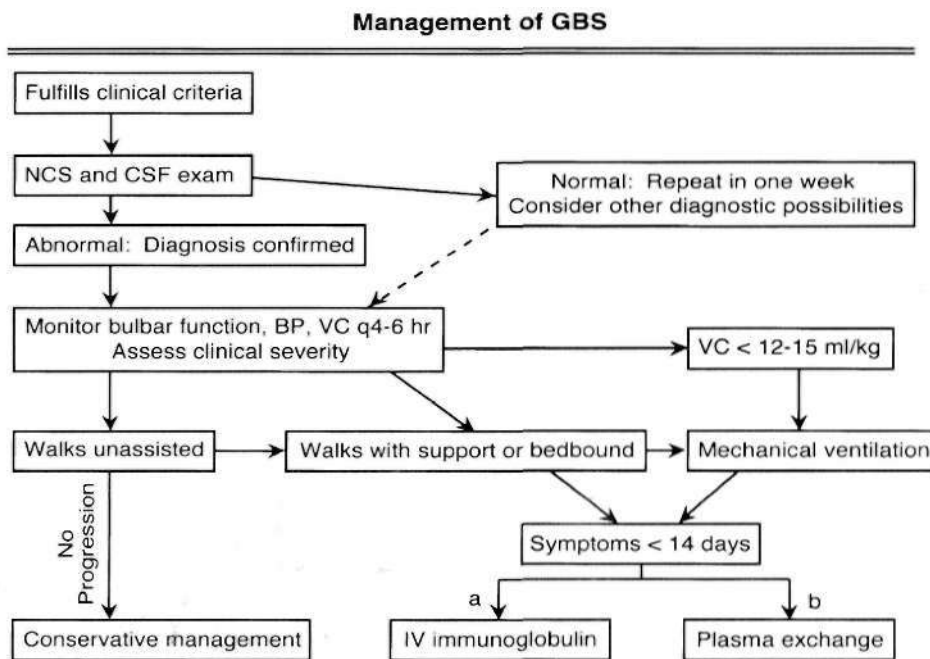 Management of GBS
Fulfills clinical criteria
NCS and CSF exam
Normal: Repeat in one week
Consider other diagnostic possibilities
Abnormal: Diagnosis confirmed
Monitor bulbar function, BP, VC q4-6 hr
Assess clinical severity
VC < 12-15 ml/kg
Walks unassisted
Walks with support or bedbound
Mechanical ventilation
No
Progression
Symptoms < 14 days
a
b
Conservative management
IV immunoglobulin
Plasma exchange